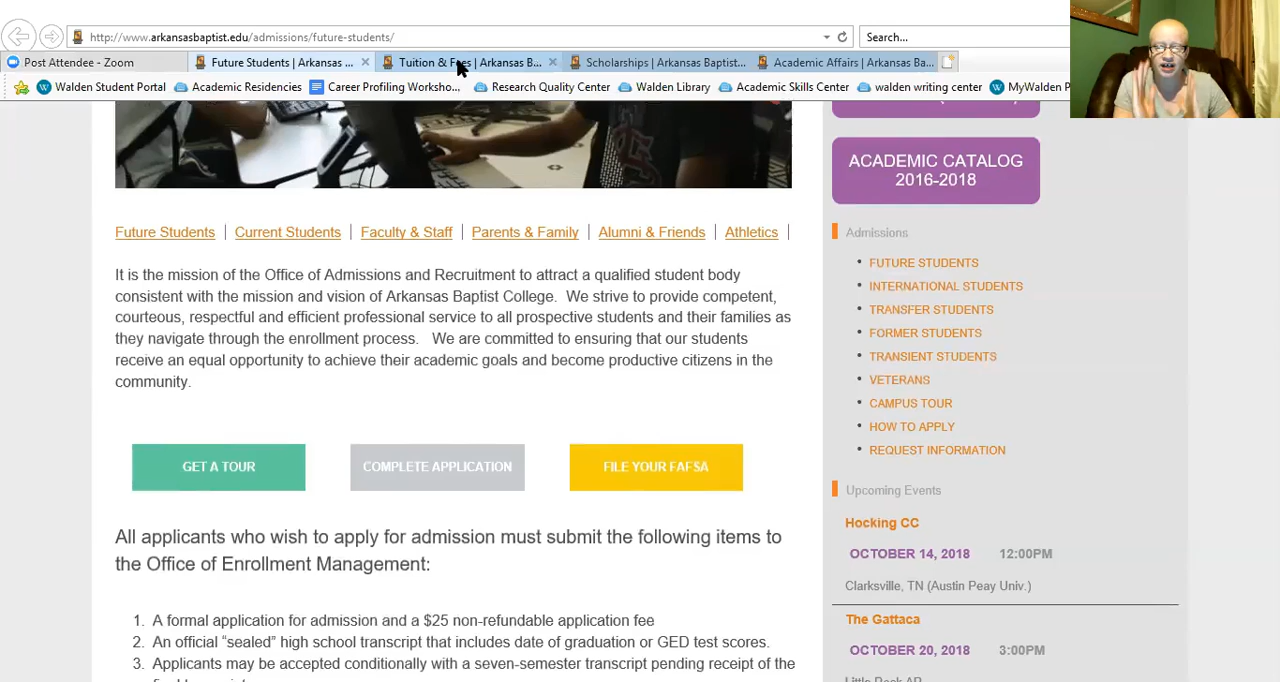 http://www.arkansasbaptist.edu/admissions/future-students/
Search...
Post Attendee - Zoom
Future Students | Arkansas ...
Tuition & Fees | Arkansas B...
Scholarships | Arkansas Baptist...
Academic Affairs | Arkansas Ba...
Walden Student Portal
Academic Residencies
Career Profiling Worksho...
Research Quality Center
Walden Library
Academic Skills Center
walden writing center
MyWalden P
ACADEMIC CATALOG
2016-2018
Future Students | Current Students | Faculty & Staff | Parents & Family | Alumni & Friends | Athletics |
It is the mission of the Office of Admissions and Recruitment to attract a qualified student body
consistent with the mission and vision of Arkansas Baptist College. We strive to provide competent,
courteous, respectful and efficient professional service to all prospective students and their families as
they navigate through the enrollment process. We are committed to ensuring that our students
receive an equal opportunity to achieve their academic goals and become productive citizens in the
community.
GET A TOUR
COMPLETE APPLICATION
FILE YOUR FAFSA
All applicants who wish to apply for admission must submit the following items to
the Office of Enrollment Management:
1. A formal application for admission and a $25 non-refundable application fee
2. An official “sealed” high school transcript that includes date of graduation or GED test scores.
3. Applicants may be accepted conditionally with a seven-semester transcript pending receipt of the
Admissions
• FUTURE STUDENTS
• INTERNATIONAL STUDENTS
• TRANSFER STUDENTS
• FORMER STUDENTS
• TRANSIENT STUDENTS
• VETERANS
• CAMPUS TOUR
• HOW TO APPLY
• REQUEST INFORMATION
Upcoming Events
Hocking CC
OCTOBER 14, 2018 12:00PM
Clarksville, TN (Austin Peay Univ.)
The Gattaca
OCTOBER 20, 2018 3:00PM